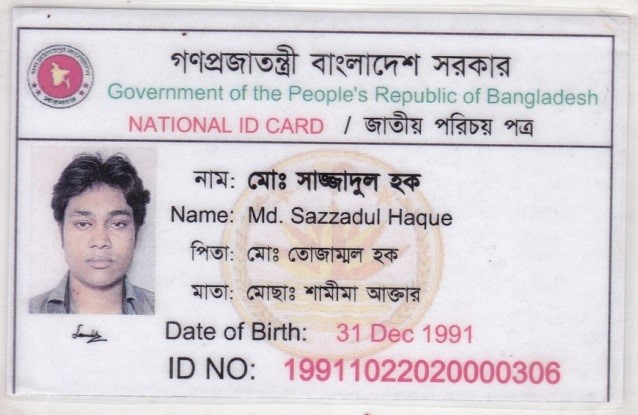 গণপ্রজাতন্ত্রী বাংলাদেশ সরকার
Government of the People's Republic of Bangladesh
NATIONAL ID CARD / জাতীয় পরিচয় পত্র
নাম: মোঃ সাজ্জাদুল হক
Name: Md. Sazzadul Haque
পিতা: মোঃ তোজাম্মল হক
মাতা: মোছাঃ শামীমা আক্তার
Date of Birth: 31 Dec 1991
ID NO: 19911022020000306